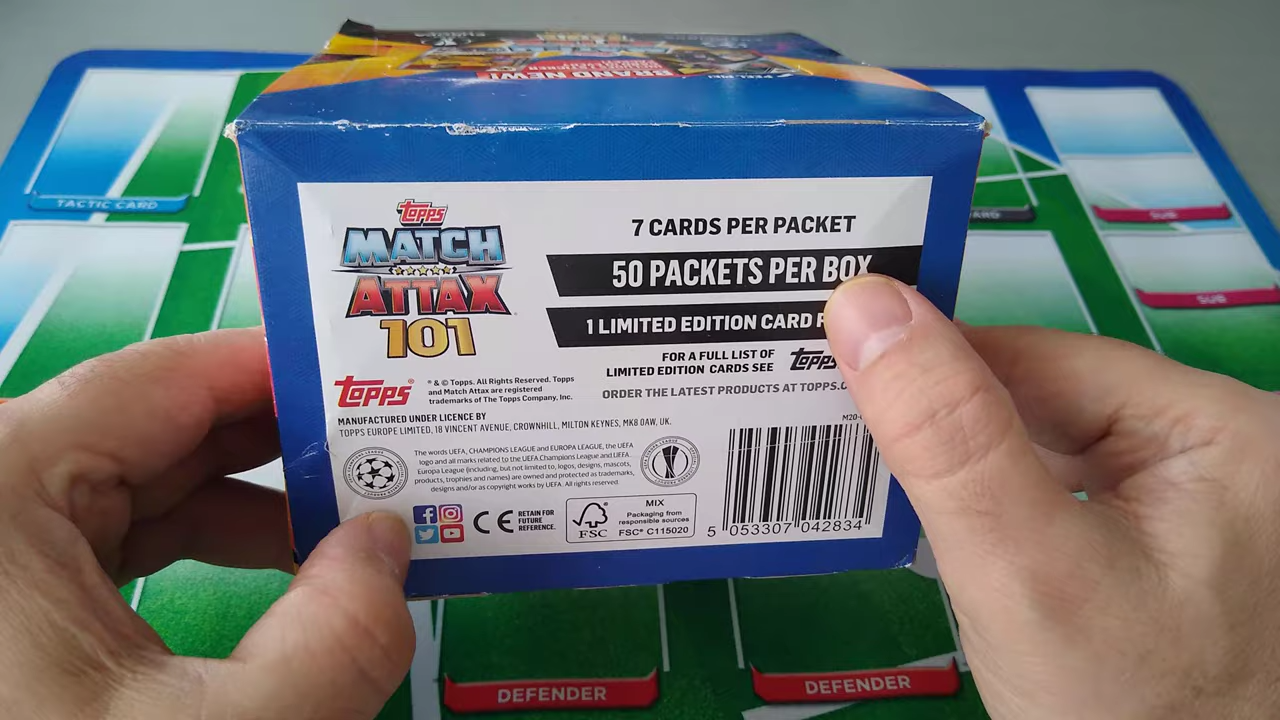 BRAND NEW!
TACTIC CARD
SUB
SUB
topps
MATCH
ATTAX
101
7 CARDS PER PACKET
50 PACKETS PER BOX
1 LIMITED EDITION CARD
FOR A FULL LIST OF
LIMITED EDITION CARDS SEE topps
ORDER THE LATEST PRODUCTS AT TOPPS.
topps
* & © Topps. All Rights Reserved. Topps
and Match Attax are registered
trademarks of The Topps Company, Inc.
MANUFACTURED UNDER LICENCE BY
TOPPS EUROPE LIMITED, 18 VINCENT AVENUE, CROWNHILL, MILTON KEYNES, MK8 0AW, UK.
M20-
The words UEFA, CHAMPIONS LEAGUE and EUROPA LEAGUE, the UEFA
logo and all marks related to the UEFA Champions League and UEFA
Europa League (including, but not limited to, logos, designs, mascots,
products, trophies and names) are owned and protected as trademarks,
designs and/or as copyright works by UEFA. All rights reserved.
CE
RETAIN FOR
FUTURE
REFERENCE.
FSC
MIX
Packaging from
responsible sources
FSC® C115020
5 053307 042834
DEFENDER
DEFENDER